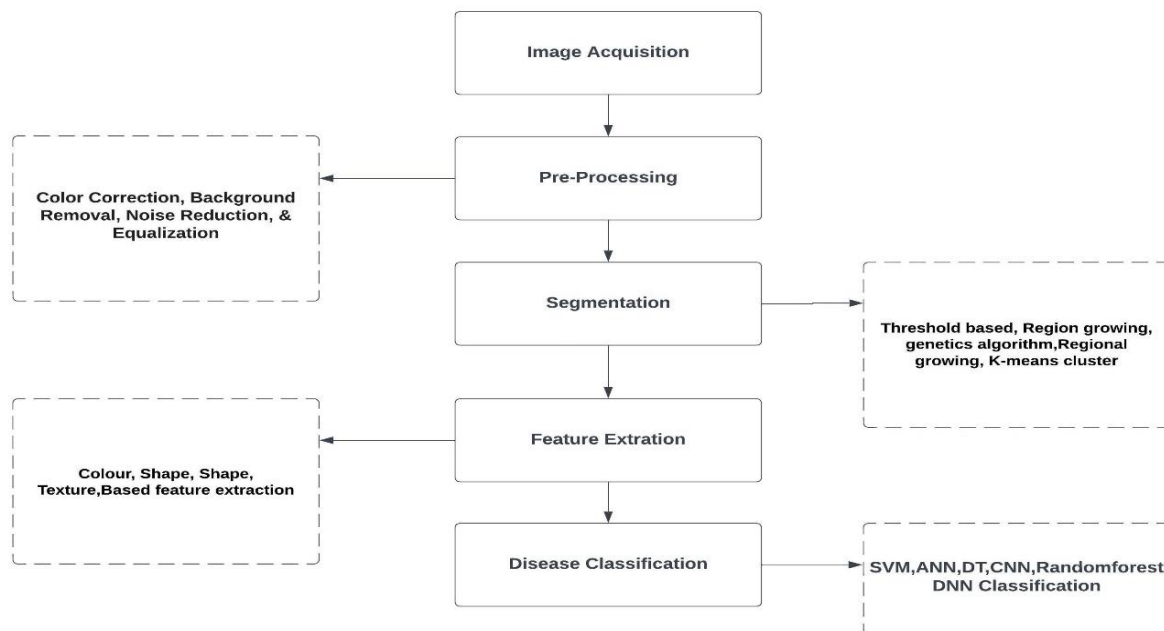 Image Acquisition
Pre-Processing
Color Correction, Background
Removal, Noise Reduction, &
Equalization
Segmentation
Threshold based, Region growing,
genetics algorithm,Regional
growing, K-means cluster
Feature Extration
Colour, Shape, Shape,
Texture,Based feature extraction
Disease Classification
SVM,ANN,DT,CNN,Randomforest
DNN Classification